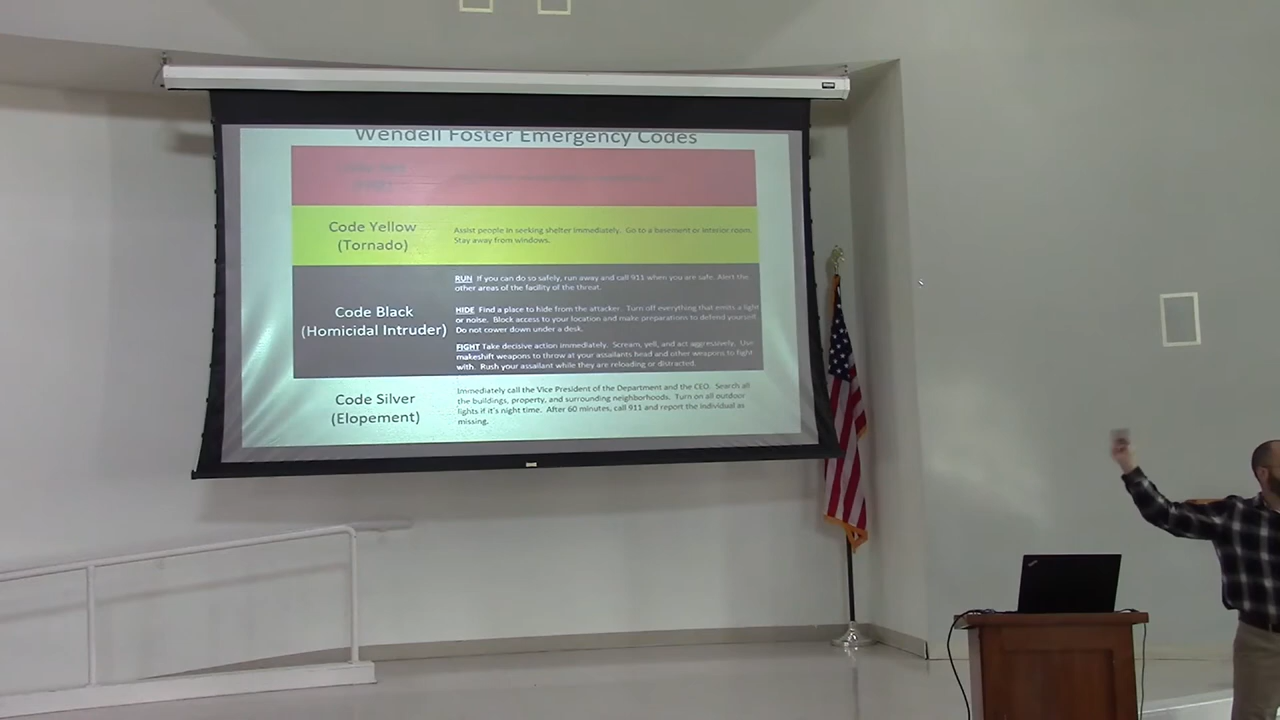 Wendell Foster Emergency Codes
Code Yellow
(Tornado)
Assist people in seeking shelter immediately. Go to a basement or interior room.
Stay away from windows.
Code Black
(Homicidal Intruder)
RUN If you can do so safely, run away and call 911 when you are safe. Alert the
other areas of the facility of the threat.
HIDE Find a place to hide from the attacker. Turn off everything that emits a light
or noise. Block access to your location and make preparations to defend yourself.
Do not cower down under a desk.
FIGHT Take decisive action immediately. Scream, yell, and act aggressively. Use
makeshift weapons to throw at your assailants head and other weapons to fight
with. Rush your assailant while they are reloading or distracted.
Code Silver
(Elopement)
Immediately call the Vice President of the Department and the CEO. Search all
the buildings, property, and surrounding neighborhoods. Turn on all outdoor
lights if it's night time. After 60 minutes, call 911 and report the individual as
missing.